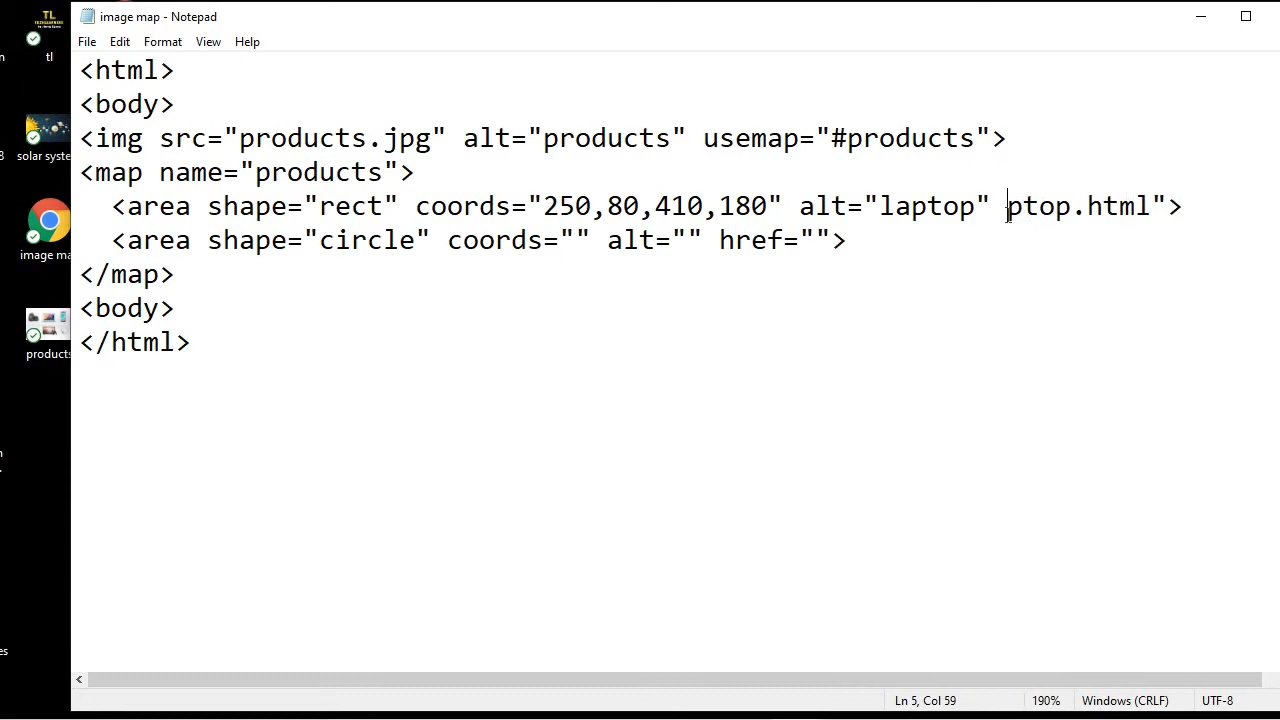 image map - Notepad
File Edit Format View Help
TL
tl
solar syste
image ma
products
<html>
<body>
<img src="products.jpg" alt="products" usemap="#products">
<map name="products">
<area shape="rect" coords="250,80,410,180" alt="laptop" ptop.html">
<area shape="circle" coords="" alt="" href="">
</map>
<body>
</html>
Ln 5, Col 59 190% Windows (CRLF) UTF-8